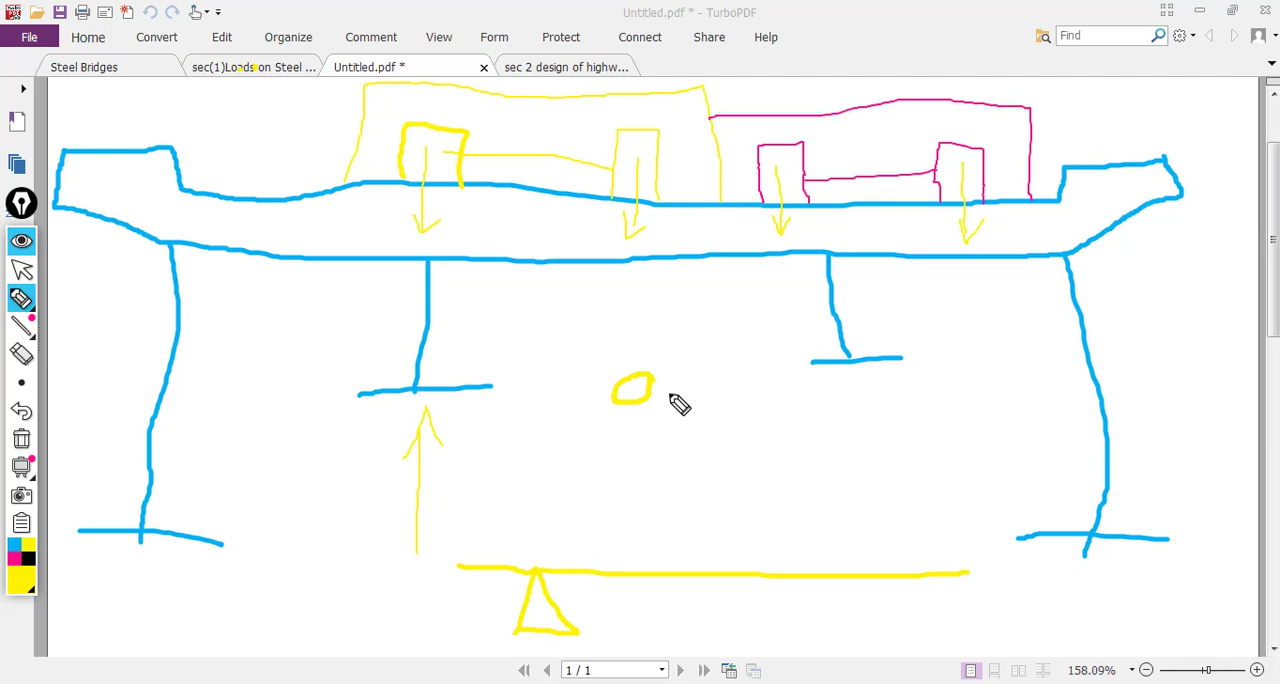 Untitled.pdf * - TurboPDF
File Home Convert Edit Organize Comment View Form Protect Connect Share Help Find
Steel Bridges sec(1)Loads on Steel ... Untitled.pdf * sec 2 design of highw...
1 / 1 158.09%